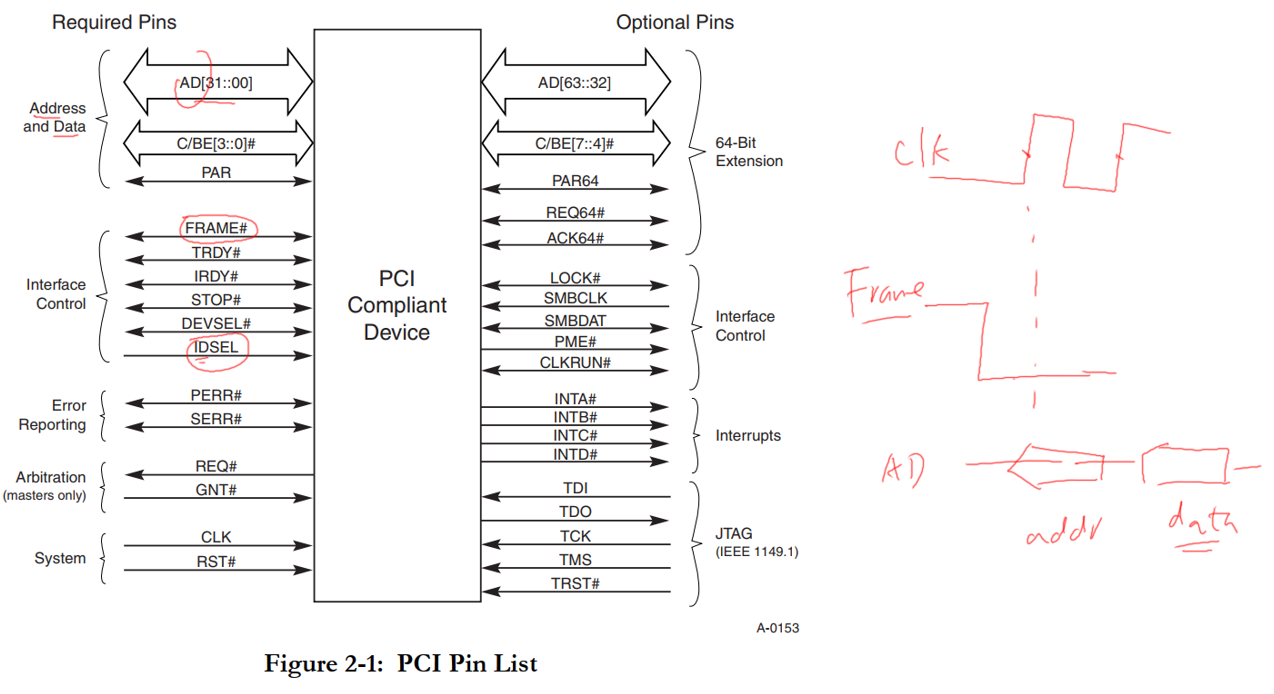 Required Pins
Optional Pins
Address
and Data
AD[31::00]
C/BE[3::0]#
PAR
Interface
Control
FRAME#
TRDY#
IRDY#
STOP#
DEVSEL#
IDSEL
Error
Reporting
PERR#
SERR#
Arbitration
(masters only)
REQ#
GNT#
System
CLK
RST#
PCI
Compliant
Device
AD[63::32]
C/BE[7::4]#
PAR64
REQ64#
ACK64#
64-Bit
Extension
LOCK#
SMBCLK
SMBDAT
PME#
CLKRUN#
Interface
Control
INTA#
INTB#
INTC#
INTD#
Interrupts
TDI
TDO
TCK
TMS
TRST#
JTAG
(IEEE 1149.1)
A-0153
Figure 2-1: PCI Pin List
Clk
Frame
AD
addr
data